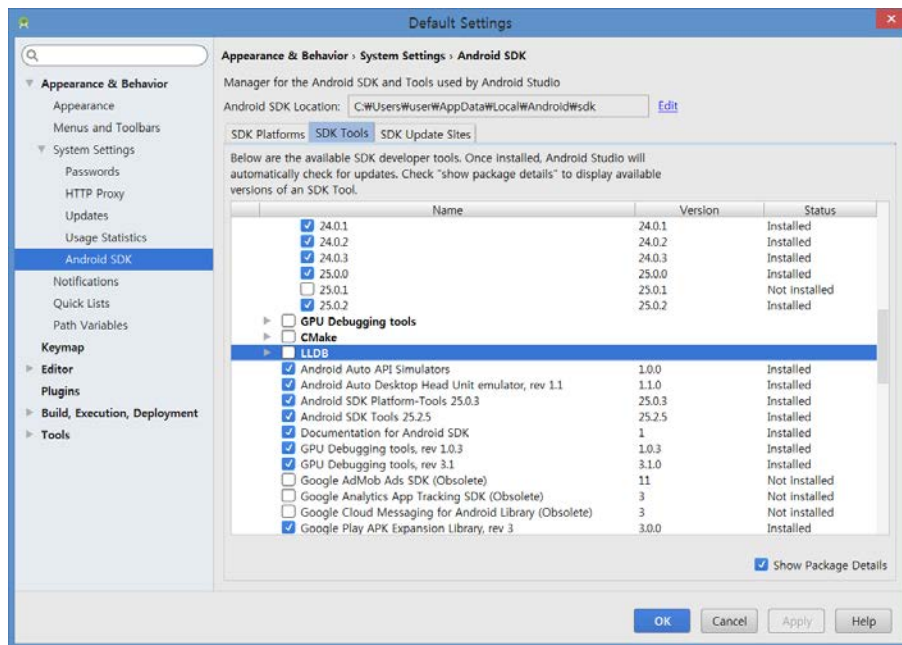 Default Settings
Appearance & Behavior › System Settings › Android SDK
Appearance & Behavior
Appearance
Menus and Toolbars
System Settings
Passwords
HTTP Proxy
Updates
Usage Statistics
Android SDK
Notifications
Quick Lists
Path Variables
Keymap
Editor
Plugins
Build, Execution, Deployment
Tools
Manager for the Android SDK and Tools used by Android Studio
Android SDK Location: C:₩Users₩user₩AppData₩Local₩Android₩sdk Edit
SDK Platforms SDK Tools SDK Update Sites
Below are the available SDK developer tools. Once installed, Android Studio will
automatically check for updates. Check "show package details" to display available
versions of an SDK Tool.
Name Version Status
24.0.1 24.0.1 Installed
24.0.2 24.0.2 Installed
24.0.3 24.0.3 Installed
25.0.0 25.0.0 Installed
25.0.1 25.0.1 Not installed
25.0.2 25.0.2 Installed
GPU Debugging tools
CMake
LLDB
Android Auto API Simulators 1.0.0 Installed
Android Auto Desktop Head Unit emulator, rev 1.1 1.1.0 Installed
Android SDK Platform-Tools 25.0.3 25.0.3 Installed
Android SDK Tools 25.2.5 25.2.5 Installed
Documentation for Android SDK 1 Installed
GPU Debugging tools, rev 1.0.3 1.0.3 Installed
GPU Debugging tools, rev 3.1 3.1.0 Installed
Google AdMob Ads SDK (Obsolete) 11 Not installed
Google Analytics App Tracking SDK (Obsolete) 3 Not installed
Google Cloud Messaging for Android Library (Obsolete) 3 Not installed
Google Play APK Expansion Library, rev 3 3.0.0 Installed
Show Package Details
OK Cancel Apply Help